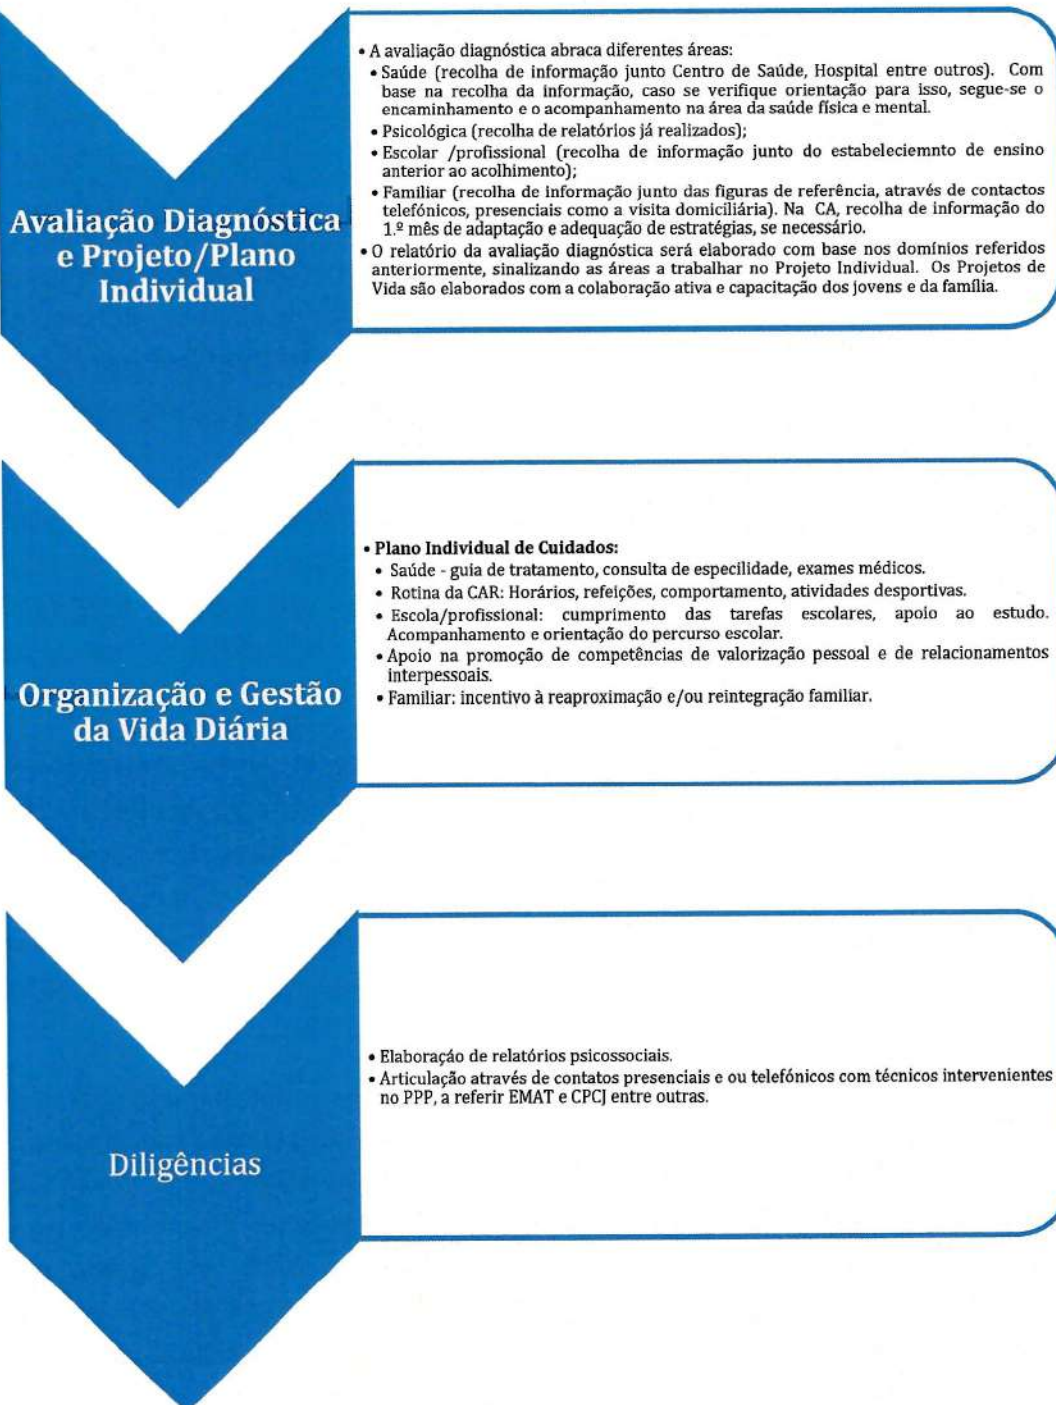 Avaliação Diagnóstica
e Projeto/Plano
Individual
• A avaliação diagnóstica abraca diferentes áreas:
• Saúde (recolha de informação junto Centro de Saúde, Hospital entre outros). Com
base na recolha da informação, caso se verifique orientação para isso, segue-se o
encaminhamento e o acompanhamento na área da saúde física e mental.
• Psicológica (recolha de relatórios já realizados);
• Escolar /profissional (recolha de informação junto do estabeleciemnto de ensino
anterior ao acolhimento);
• Familiar (recolha de informação junto das figuras de referência, através de contactos
telefónicos, presenciais como a visita domiciliária). Na CA, recolha de informação do
1.º mês de adaptação e adequação de estratégias, se necessário.
• O relatório da avaliação diagnóstica será elaborado com base nos domínios referidos
anteriormente, sinalizando as áreas a trabalhar no Projeto Individual. Os Projetos de
Vida são elaborados com a colaboração ativa e capacitação dos jovens e da família.
Organização e Gestão
da Vida Diária
• Plano Individual de Cuidados:
• Saúde - guia de tratamento, consulta de especilidade, exames médicos.
• Rotina da CAR: Horários, refeições, comportamento, atividades desportivas.
• Escola/profissional: cumprimento das tarefas escolares, apoio ao estudo.
Acompanhamento e orientação do percurso escolar.
• Apoio na promoção de competências de valorização pessoal e de relacionamentos
interpessoais.
• Familiar: incentivo à reaproximação e/ou reintegração familiar.
Diligências
• Elaboração de relatórios psicossociais.
• Articulação através de contatos presenciais e ou telefónicos com técnicos intervenientes
no PPP, a referir EMAT e CPCJ entre outras.